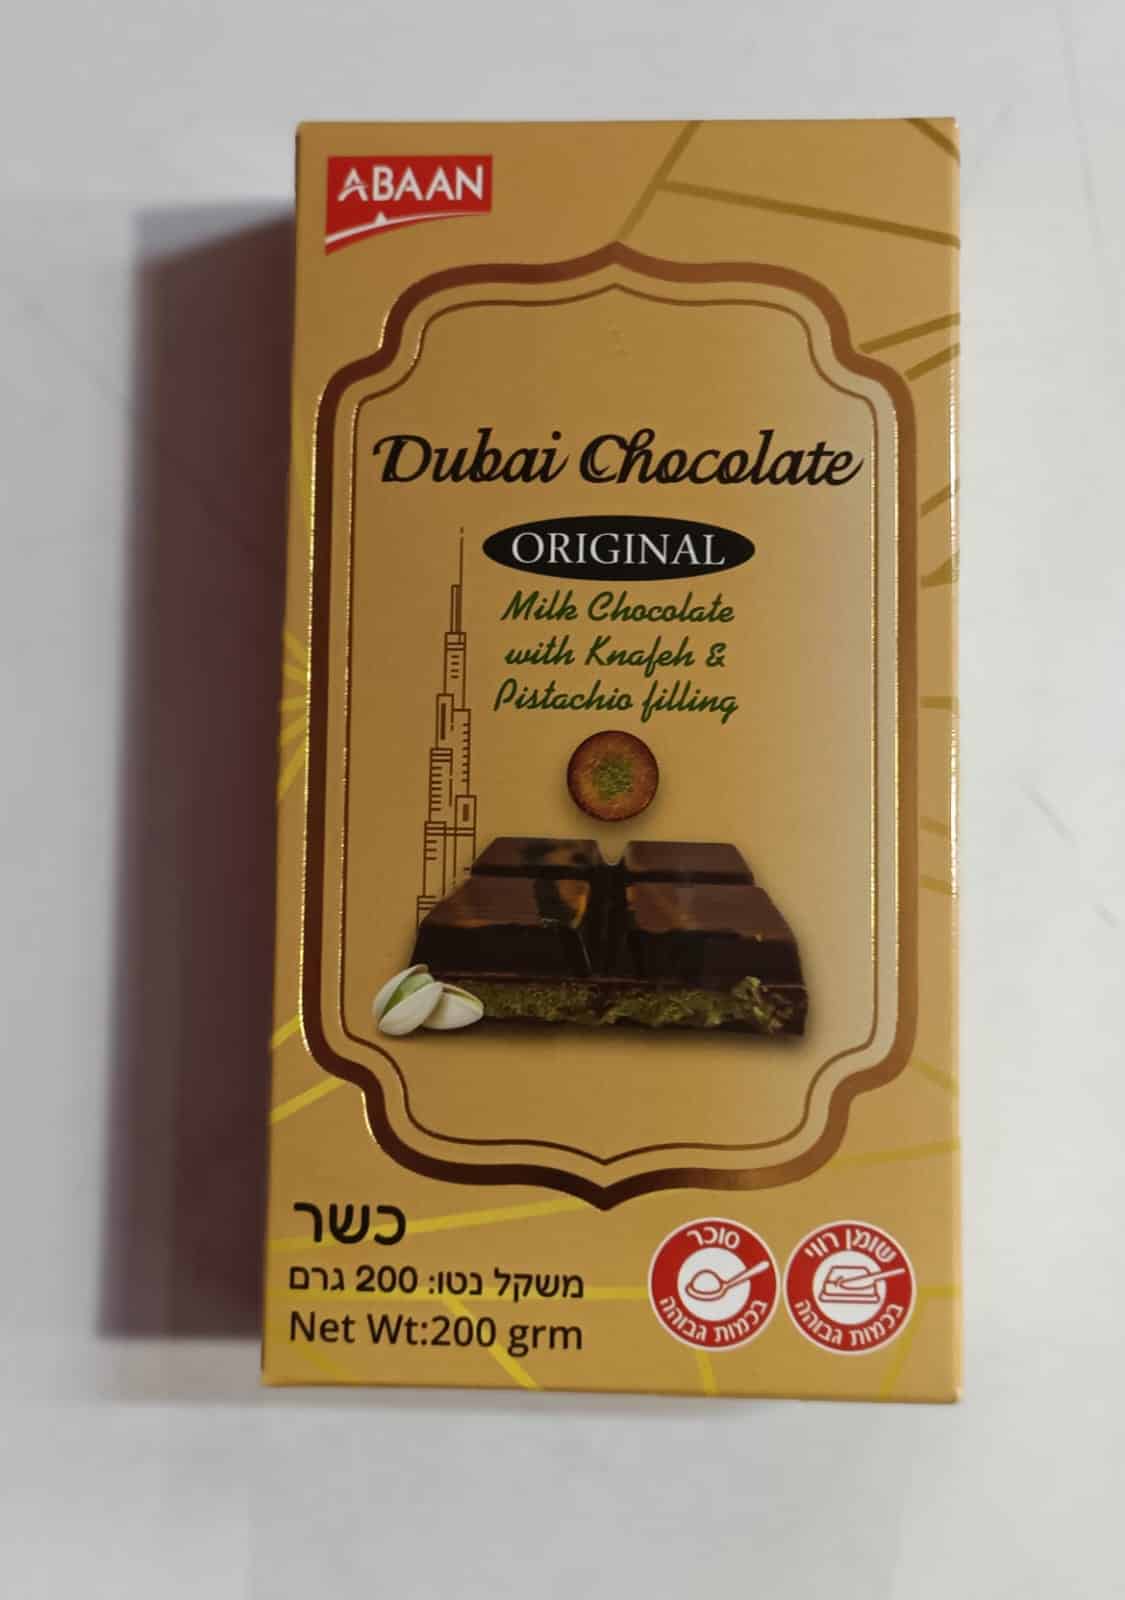 ABAAN
Dubai Chocolate
ORIGINAL
Milk Chocolate
with Knafeh &
Pistachio filling
כשר
משקל נטו: 200 גרם
Net Wt:200 grm
סוכר
בכמות גבוהה
שומן רווי
בכמות גבוהה